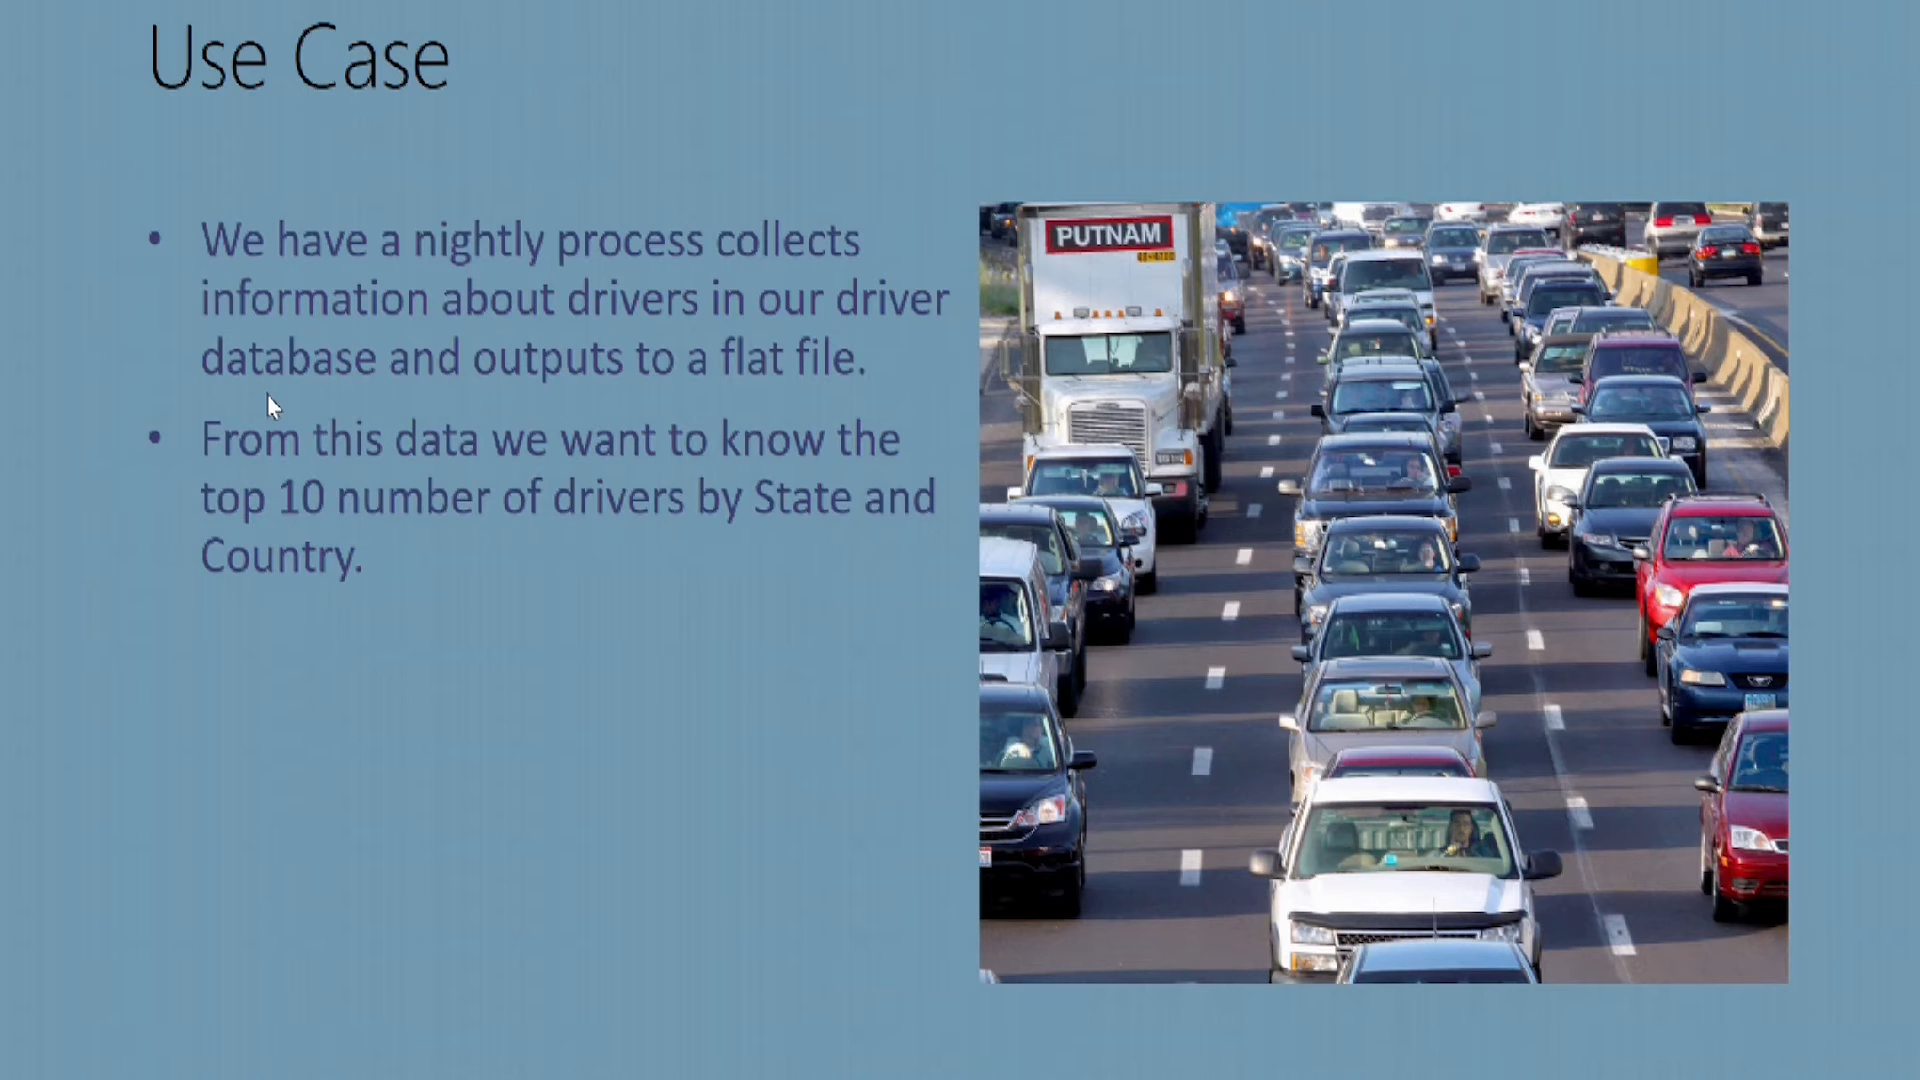 Use Case
• We have a nightly process collects
information about drivers in our driver
database and outputs to a flat file.
• From this data we want to know the
top 10 number of drivers by State and
Country.
PUTNAM